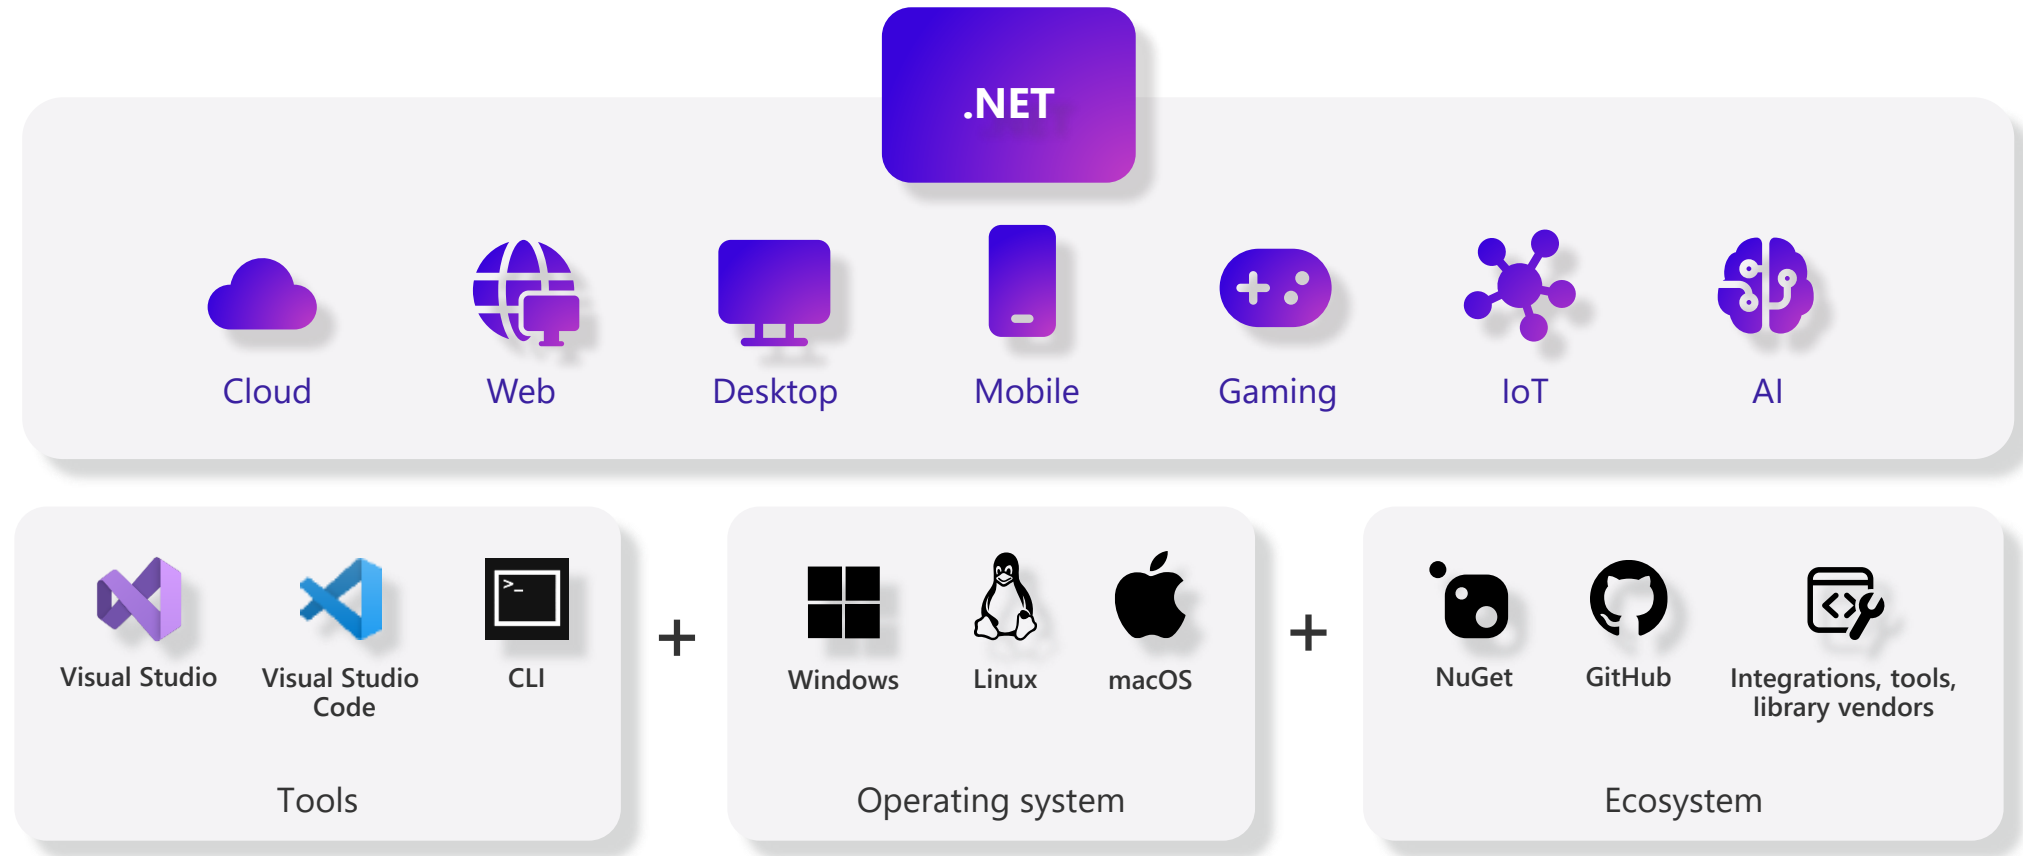 .NET
Cloud
Web
Desktop
Mobile
Gaming
IoT
AI
>_
Visual Studio
Visual Studio
Code
CLI
Tools
+
Windows
Linux
macOS
Operating system
+
NuGet
GitHub
Integrations, tools,
library vendors
Ecosystem